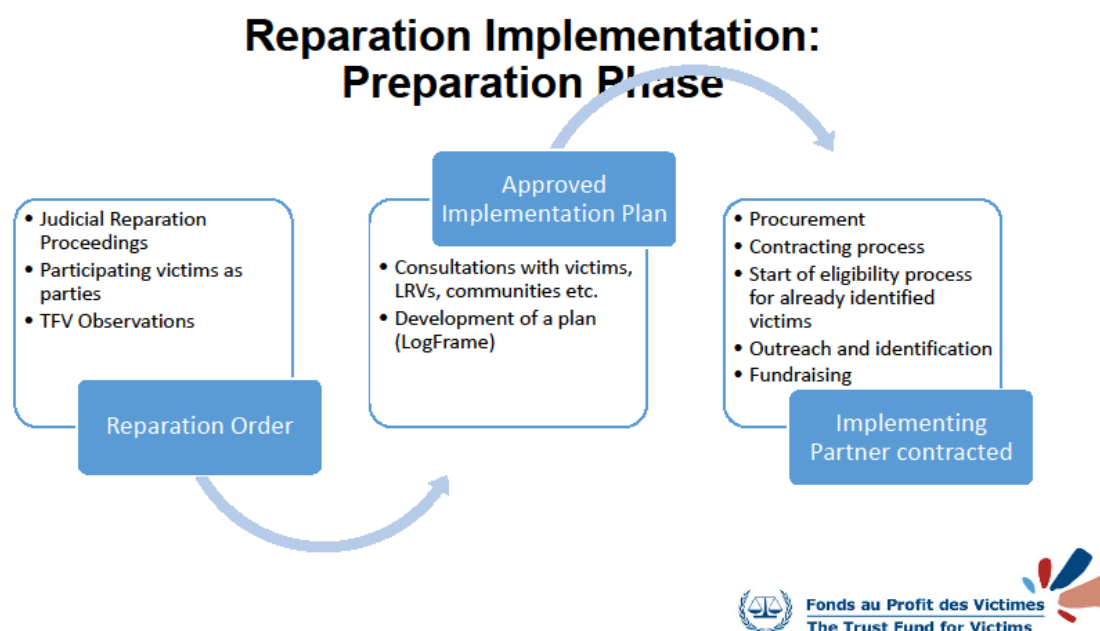 Reparation Implementation:
Preparation Phase
• Judicial Reparation
Proceedings
• Participating victims as
parties
• TFV Observations
Reparation Order
Approved
Implementation Plan
• Consultations with victims,
LRVs, communities etc.
• Development of a plan
(LogFrame)
• Procurement
• Contracting process
• Start of eligibility process
for already identified
victims
• Outreach and identification
• Fundraising
Implementing
Partner contracted
Fonds au Profit des Victimes
The Trust Fund for Victims